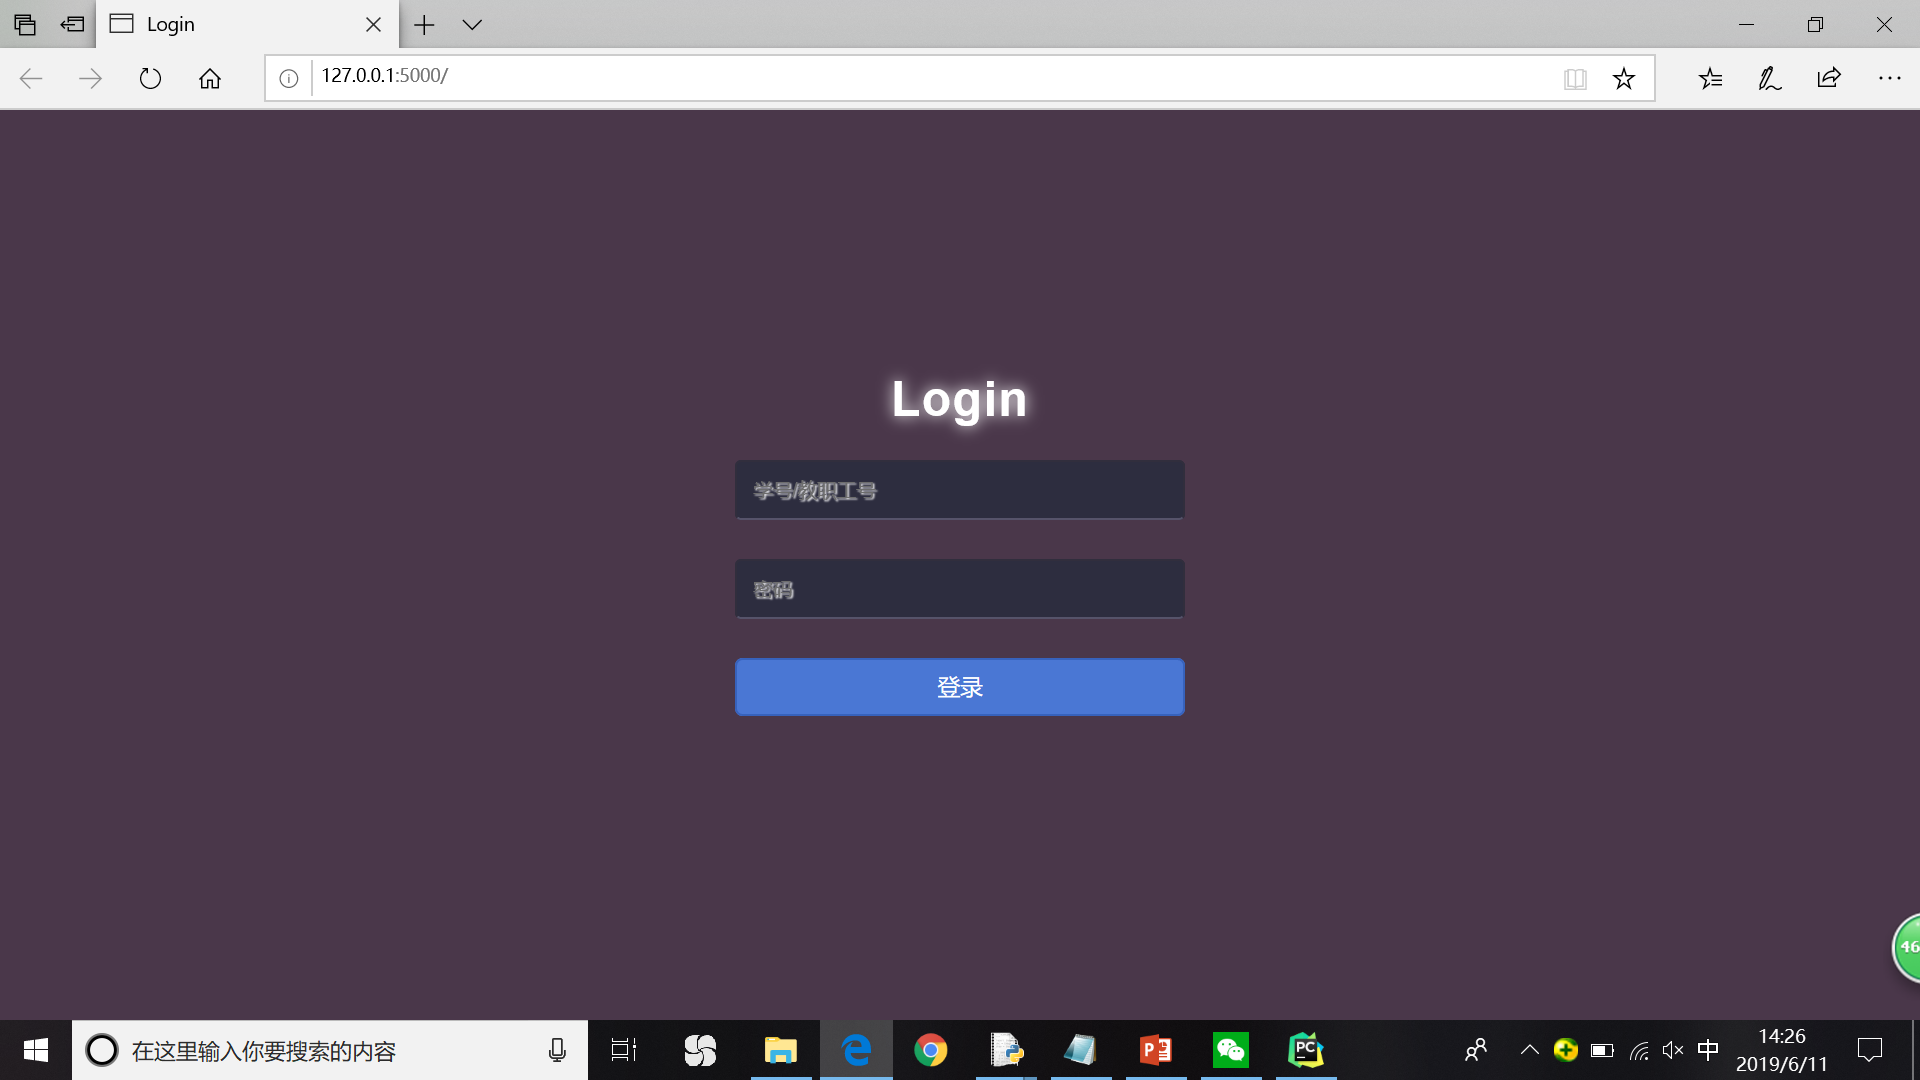 Login
127.0.0.1:5000/
Login
学号/教职工号
密码
登录
46
在这里输入你要搜索的内容
中
14:26
2019/6/11